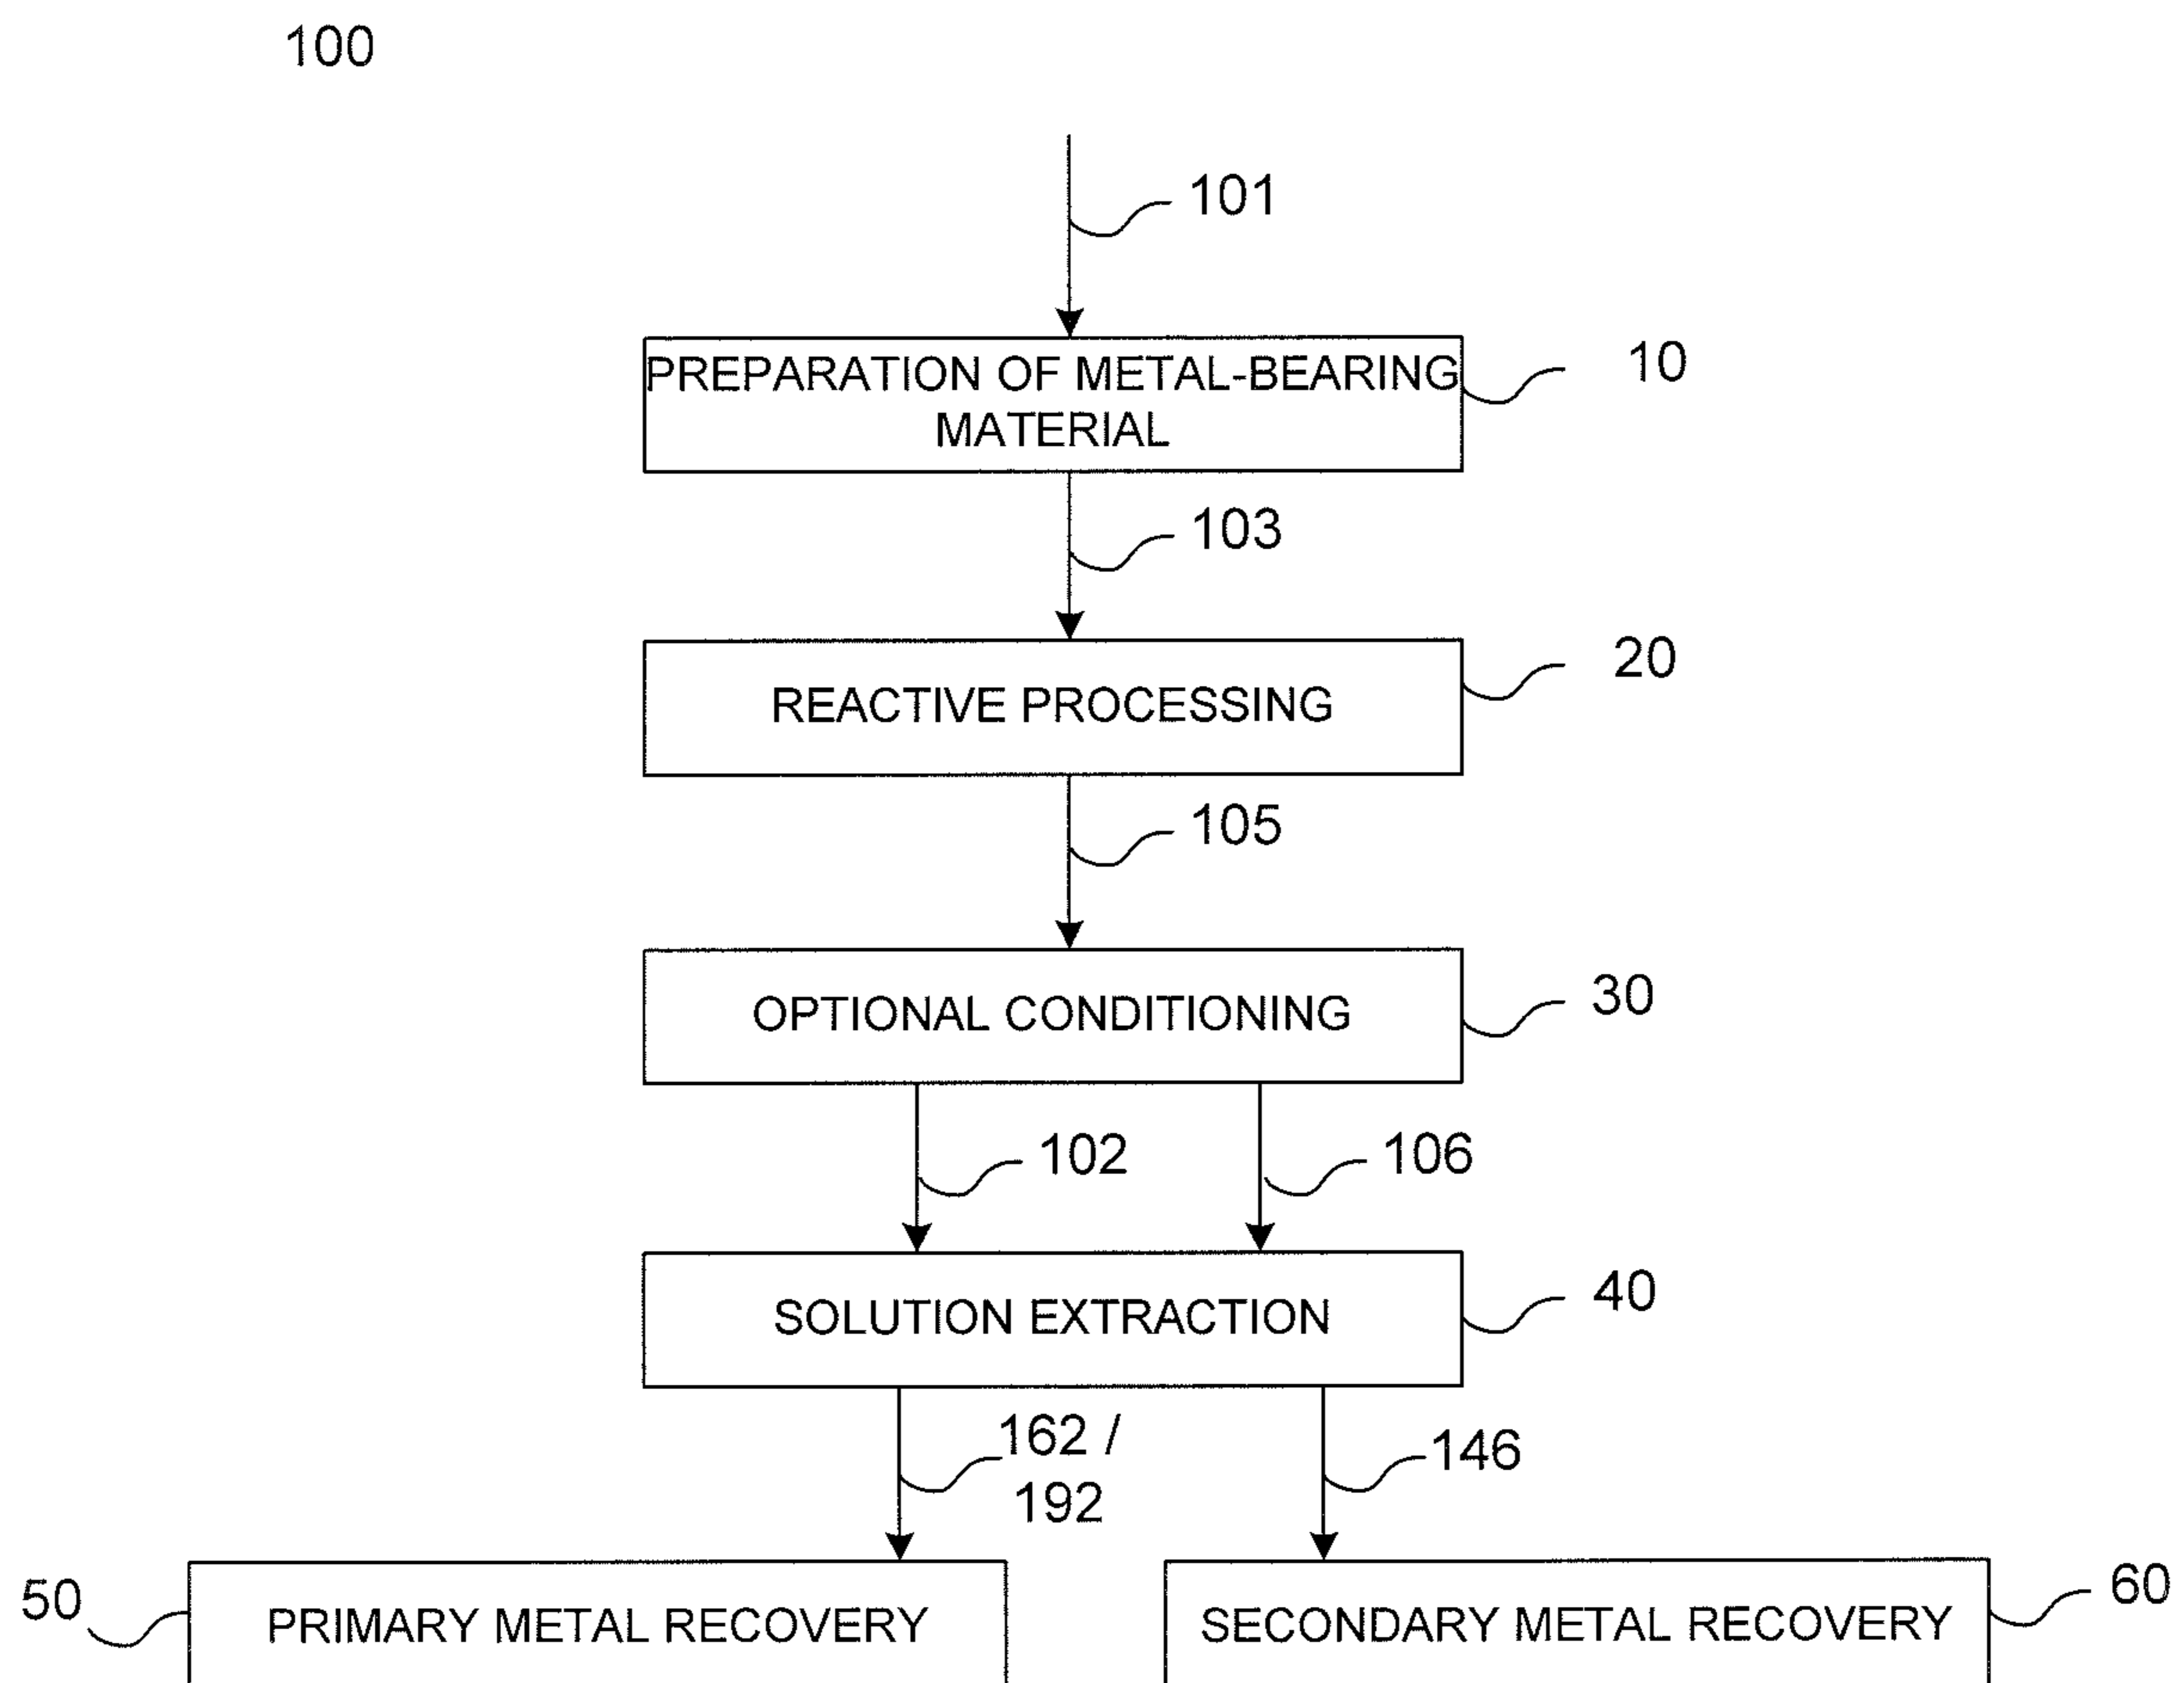 100
101
PREPARATION OF METAL-BEARING
MATERIAL
10
103
REACTIVE PROCESSING
20
105
OPTIONAL CONDITIONING
30
102
106
SOLUTION EXTRACTION
40
162 /
192
146
50
PRIMARY METAL RECOVERY
SECONDARY METAL RECOVERY
60